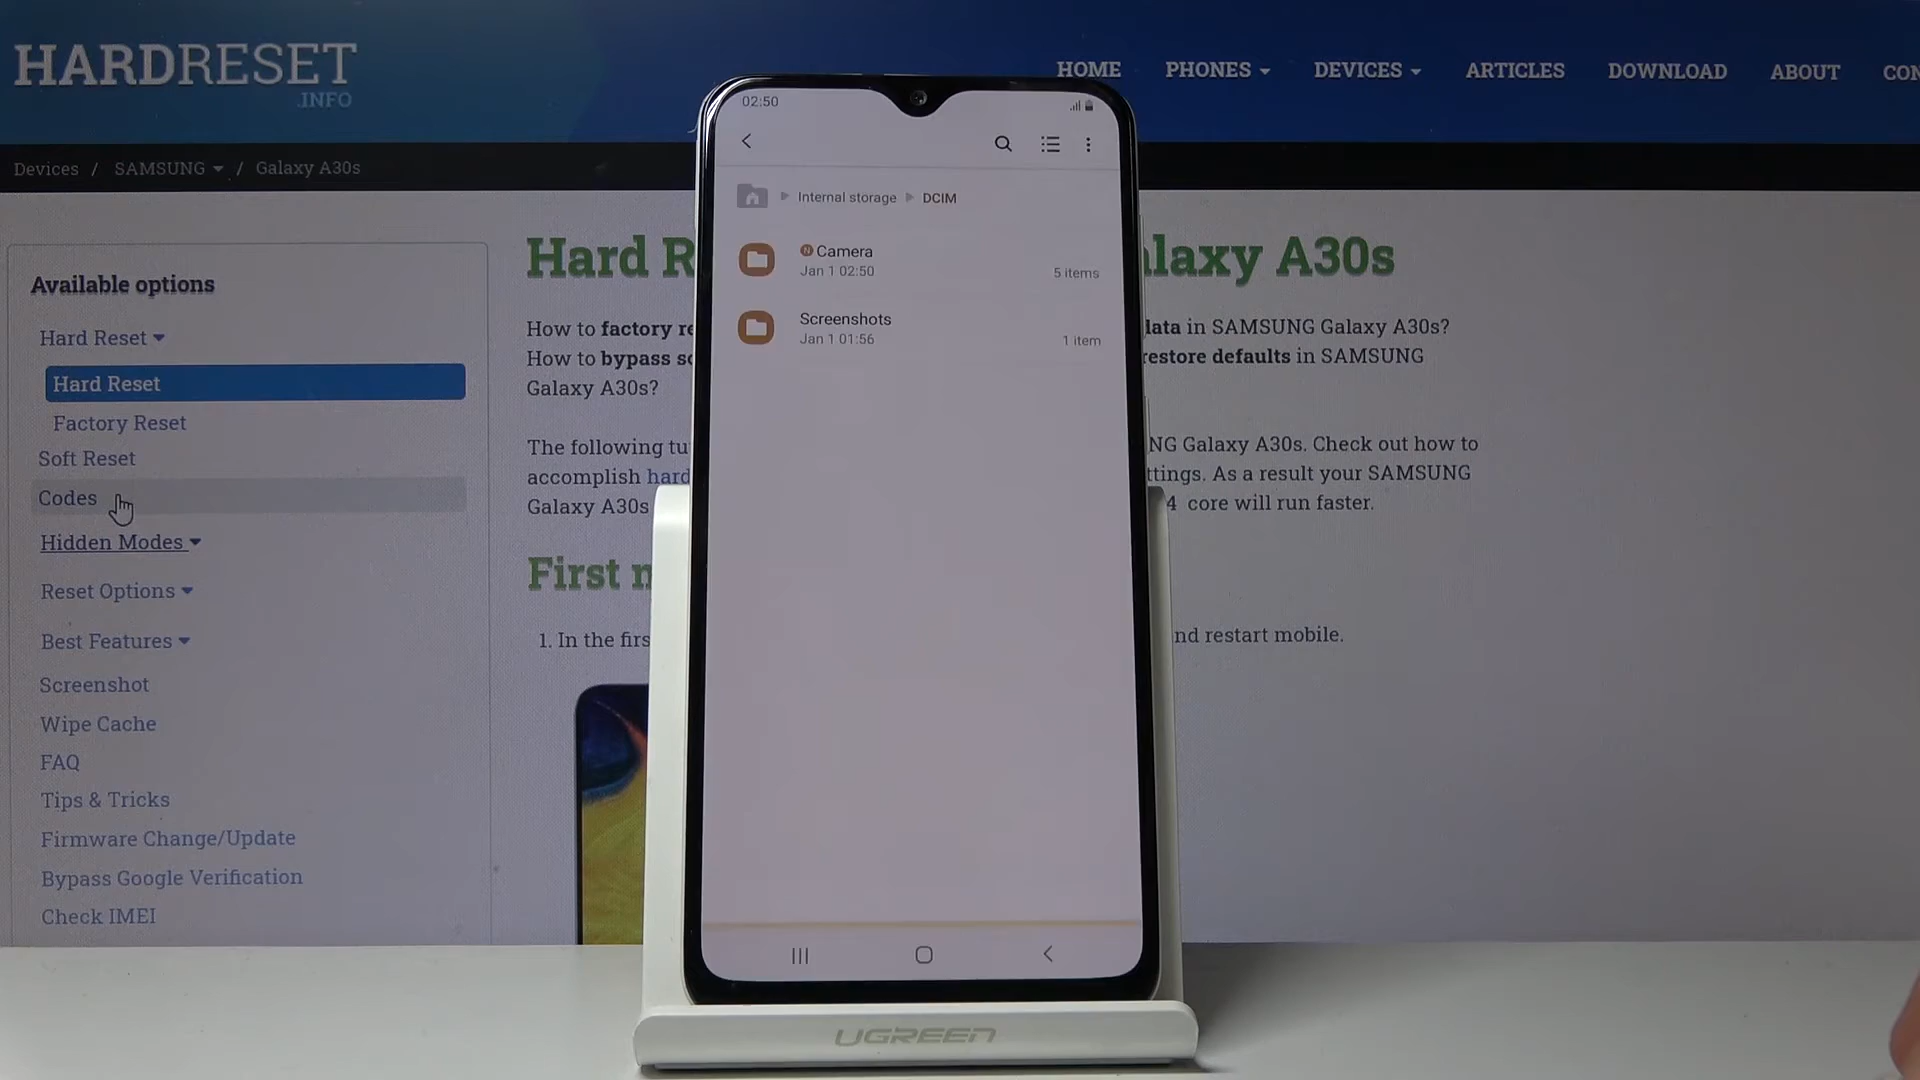 HARDRESET
.INFO
HOME PHONES DEVICES ARTICLES DOWNLOAD ABOUT CON
Devices / SAMSUNG / Galaxy A30s
Available options
Hard Reset
Hard Reset
Factory Reset
Soft Reset
Codes
Hidden Modes
Reset Options
Best Features
Screenshot
Wipe Cache
FAQ
Tips & Tricks
Firmware Change/Update
Bypass Google Verification
Check IMEI
Hard R
alaxy A30s
How to factory re
data in SAMSUNG Galaxy A30s?
How to bypass sc
restore defaults in SAMSUNG
Galaxy A30s?
The following tu
NG Galaxy A30s. Check out how to
accomplish hard
ttings. As a result your SAMSUNG
Galaxy A30s
4 core will run faster.
First m
1. In the firs
nd restart mobile.
02:50
Internal storage DCIM
N Camera
Jan 1 02:50
5 items
Screenshots
Jan 1 01:56
1 item
UGREEN